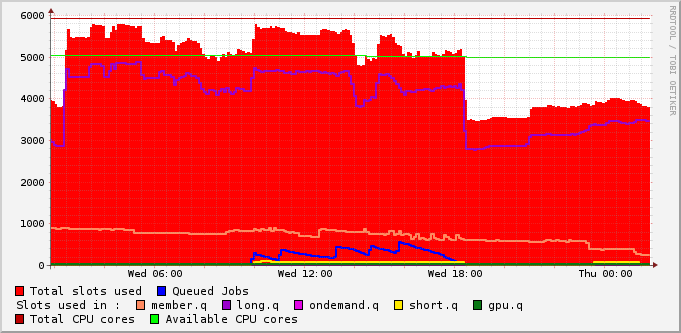 RRDTOOL / TOBI OETIKER
6000
5000
4000
3000
2000
1000
0
Wed 06:00 Wed 12:00 Wed 18:00 Thu 00:00
Total slots used Queued Jobs
Slots used in : member.q long.q ondemand.q short.q gpu.q
Total CPU cores Available CPU cores